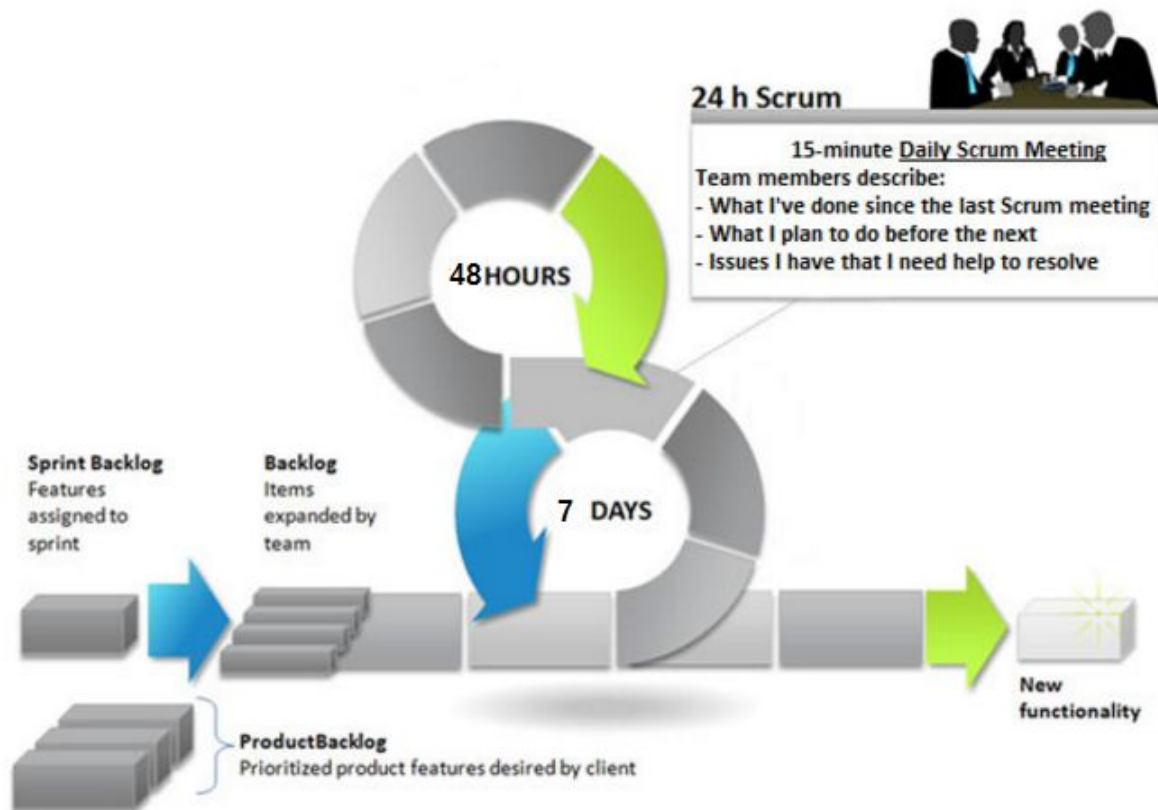 24 h Scrum
15-minute Daily Scrum Meeting
Team members describe:
- What I've done since the last Scrum meeting
- What I plan to do before the next
- Issues I have that I need help to resolve
48 HOURS
7 DAYS
Sprint Backlog
Features
assigned to
sprint
Backlog
Items
expanded by
team
New
functionality
ProductBacklog
Prioritized product features desired by client